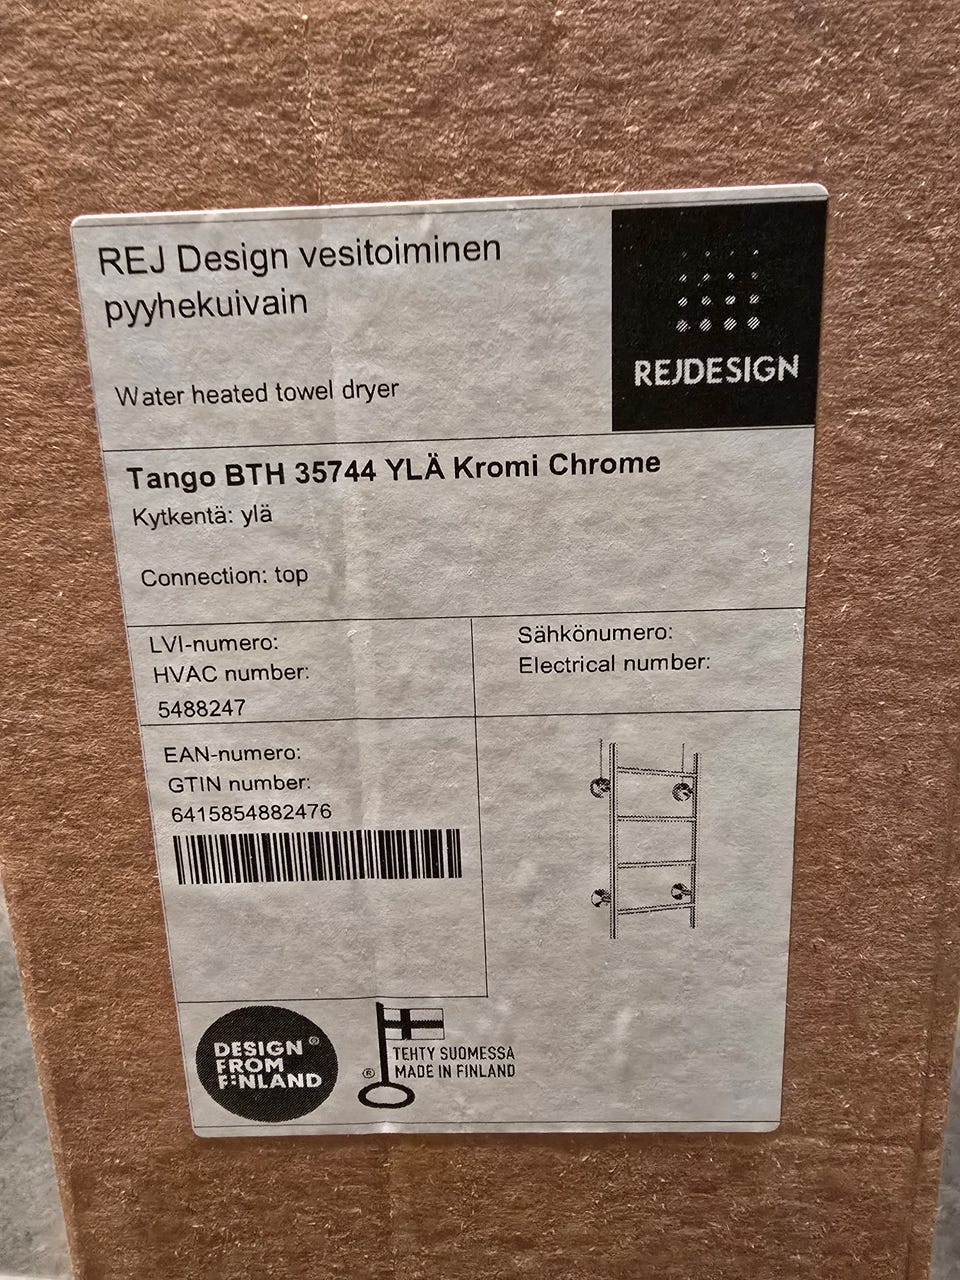 REJ Design vesitoiminen
pyyhekuivain
Water heated towel dryer
REJDESIGN
Tango BTH 35744 YLÄ Kromi Chrome
Kytkentä: ylä
Connection: top
LVI-numero:
HVAC number:
5488247
Sähkönumero:
Electrical number:
EAN-numero:
GTIN number:
6415854882476
DESIGN ®
FROM
FINLAND
® TEHTY SUOMESSA
MADE IN FINLAND